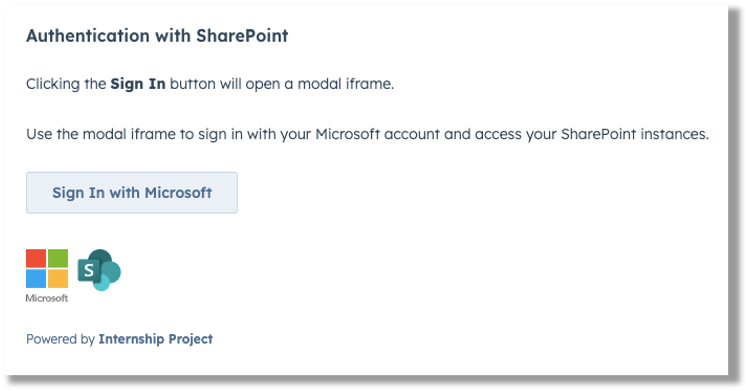 Authentication with SharePoint
Clicking the Sign In button will open a modal iframe.
Use the modal iframe to sign in with your Microsoft account and access your SharePoint instances.
Sign In with Microsoft
S
Microsoft
Powered by Internship Project